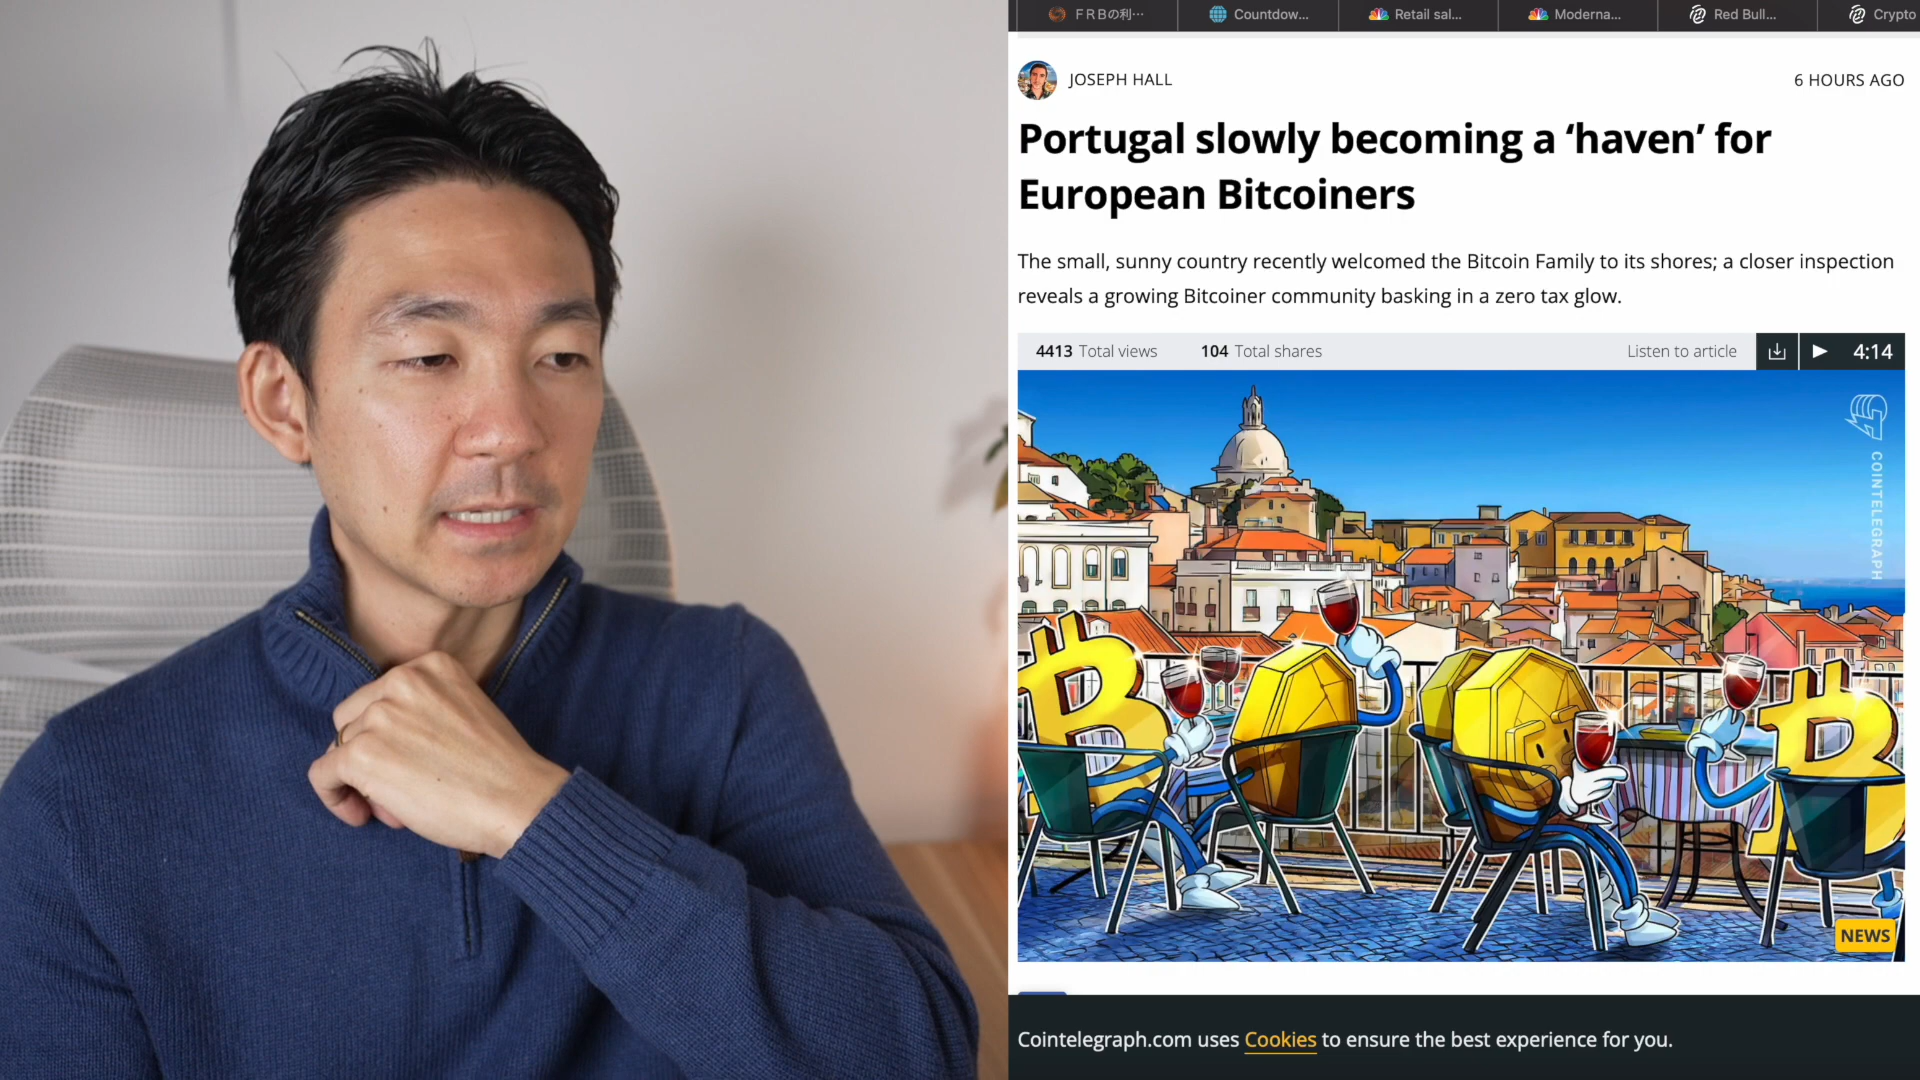 FRBの利…
Countdow...
Retail sal...
Moderna...
Red Bull...
Crypto
JOSEPH HALL
6 HOURS AGO
Portugal slowly becoming a ‘haven’ for
European Bitcoiners
The small, sunny country recently welcomed the Bitcoin Family to its shores; a closer inspection
reveals a growing Bitcoiner community basking in a zero tax glow.
4413 Total views
104 Total shares
Listen to article
4:14
COINTELEGRAPH
NEWS
Cointelegraph.com uses Cookies to ensure the best experience for you.